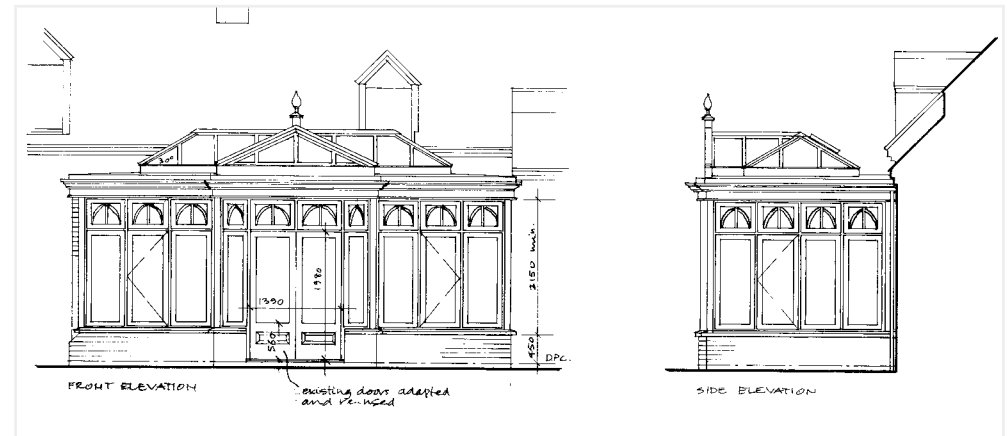 30°
1390
1980
2150 min.
560
450
DPC.
FRONT ELEVATION
existing doors adapted
and re-used
SIDE ELEVATION